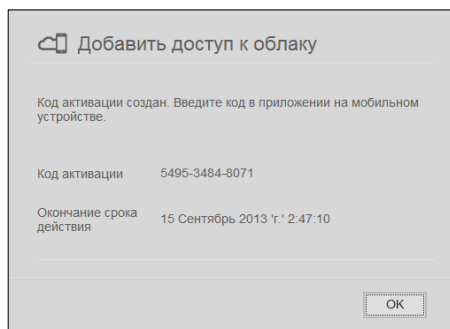 Добавить доступ к облаку
Код активации создан. Введите код в приложении на мобильном
устройстве.
Код активации 5495-3484-8071
Окончание срока
действия 15 Сентябрь 2013 'г.' 2:47:10
OK